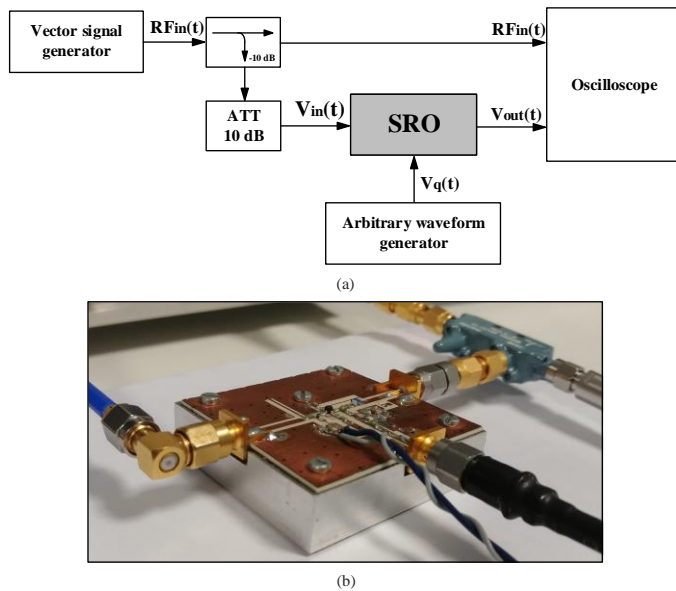 Vector signal
generator
RFin(t)
-10 dB
RFin(t)
Oscilloscope
ATT
10 dB
Vin(t)
SRO
Vout(t)
Vq(t)
Arbitrary waveform
generator
(a)
(b)